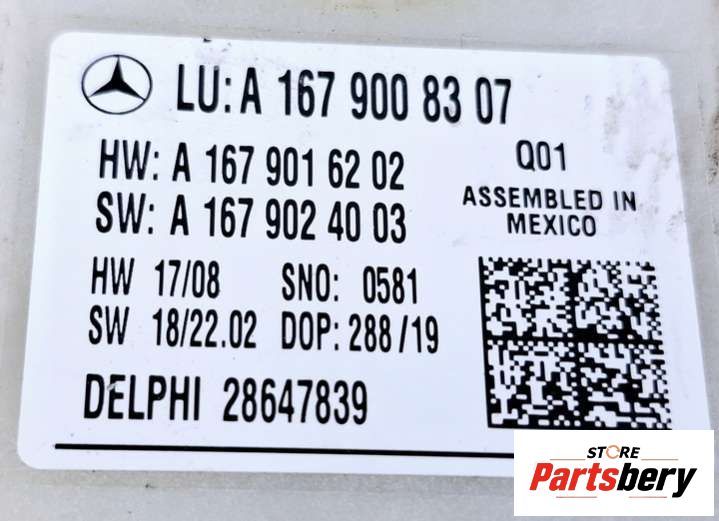 LU: A 167 900 83 07
HW: A 167 901 62 02
SW: A 167 902 40 03
Q01
ASSEMBLED IN
MEXICO
HW 17/08 SNO: 0581
SW 18/22.02 DOP: 288/19
DELPHI 28647839
STORE
Partsbery